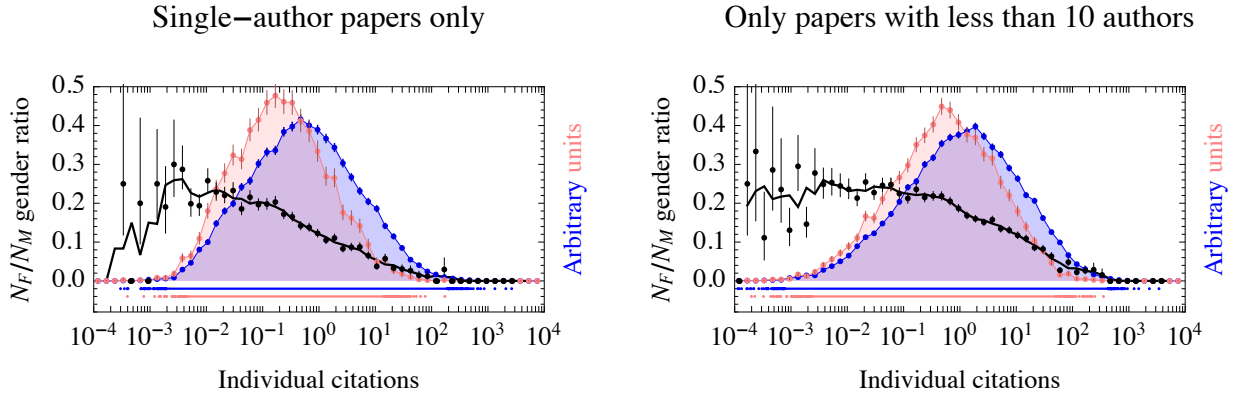 Single−author papers only
0.5
0.4
0.3
0.2
0.1
0.0
N_F/N_M gender ratio
Arbitrary units
10^−4 10^−3 10^−2 10^−1 10^0 10^1 10^2 10^3 10^4
Individual citations
Only papers with less than 10 authors
0.5
0.4
0.3
0.2
0.1
0.0
N_F/N_M gender ratio
Arbitrary units
10^−4 10^−3 10^−2 10^−1 10^0 10^1 10^2 10^3 10^4
Individual citations